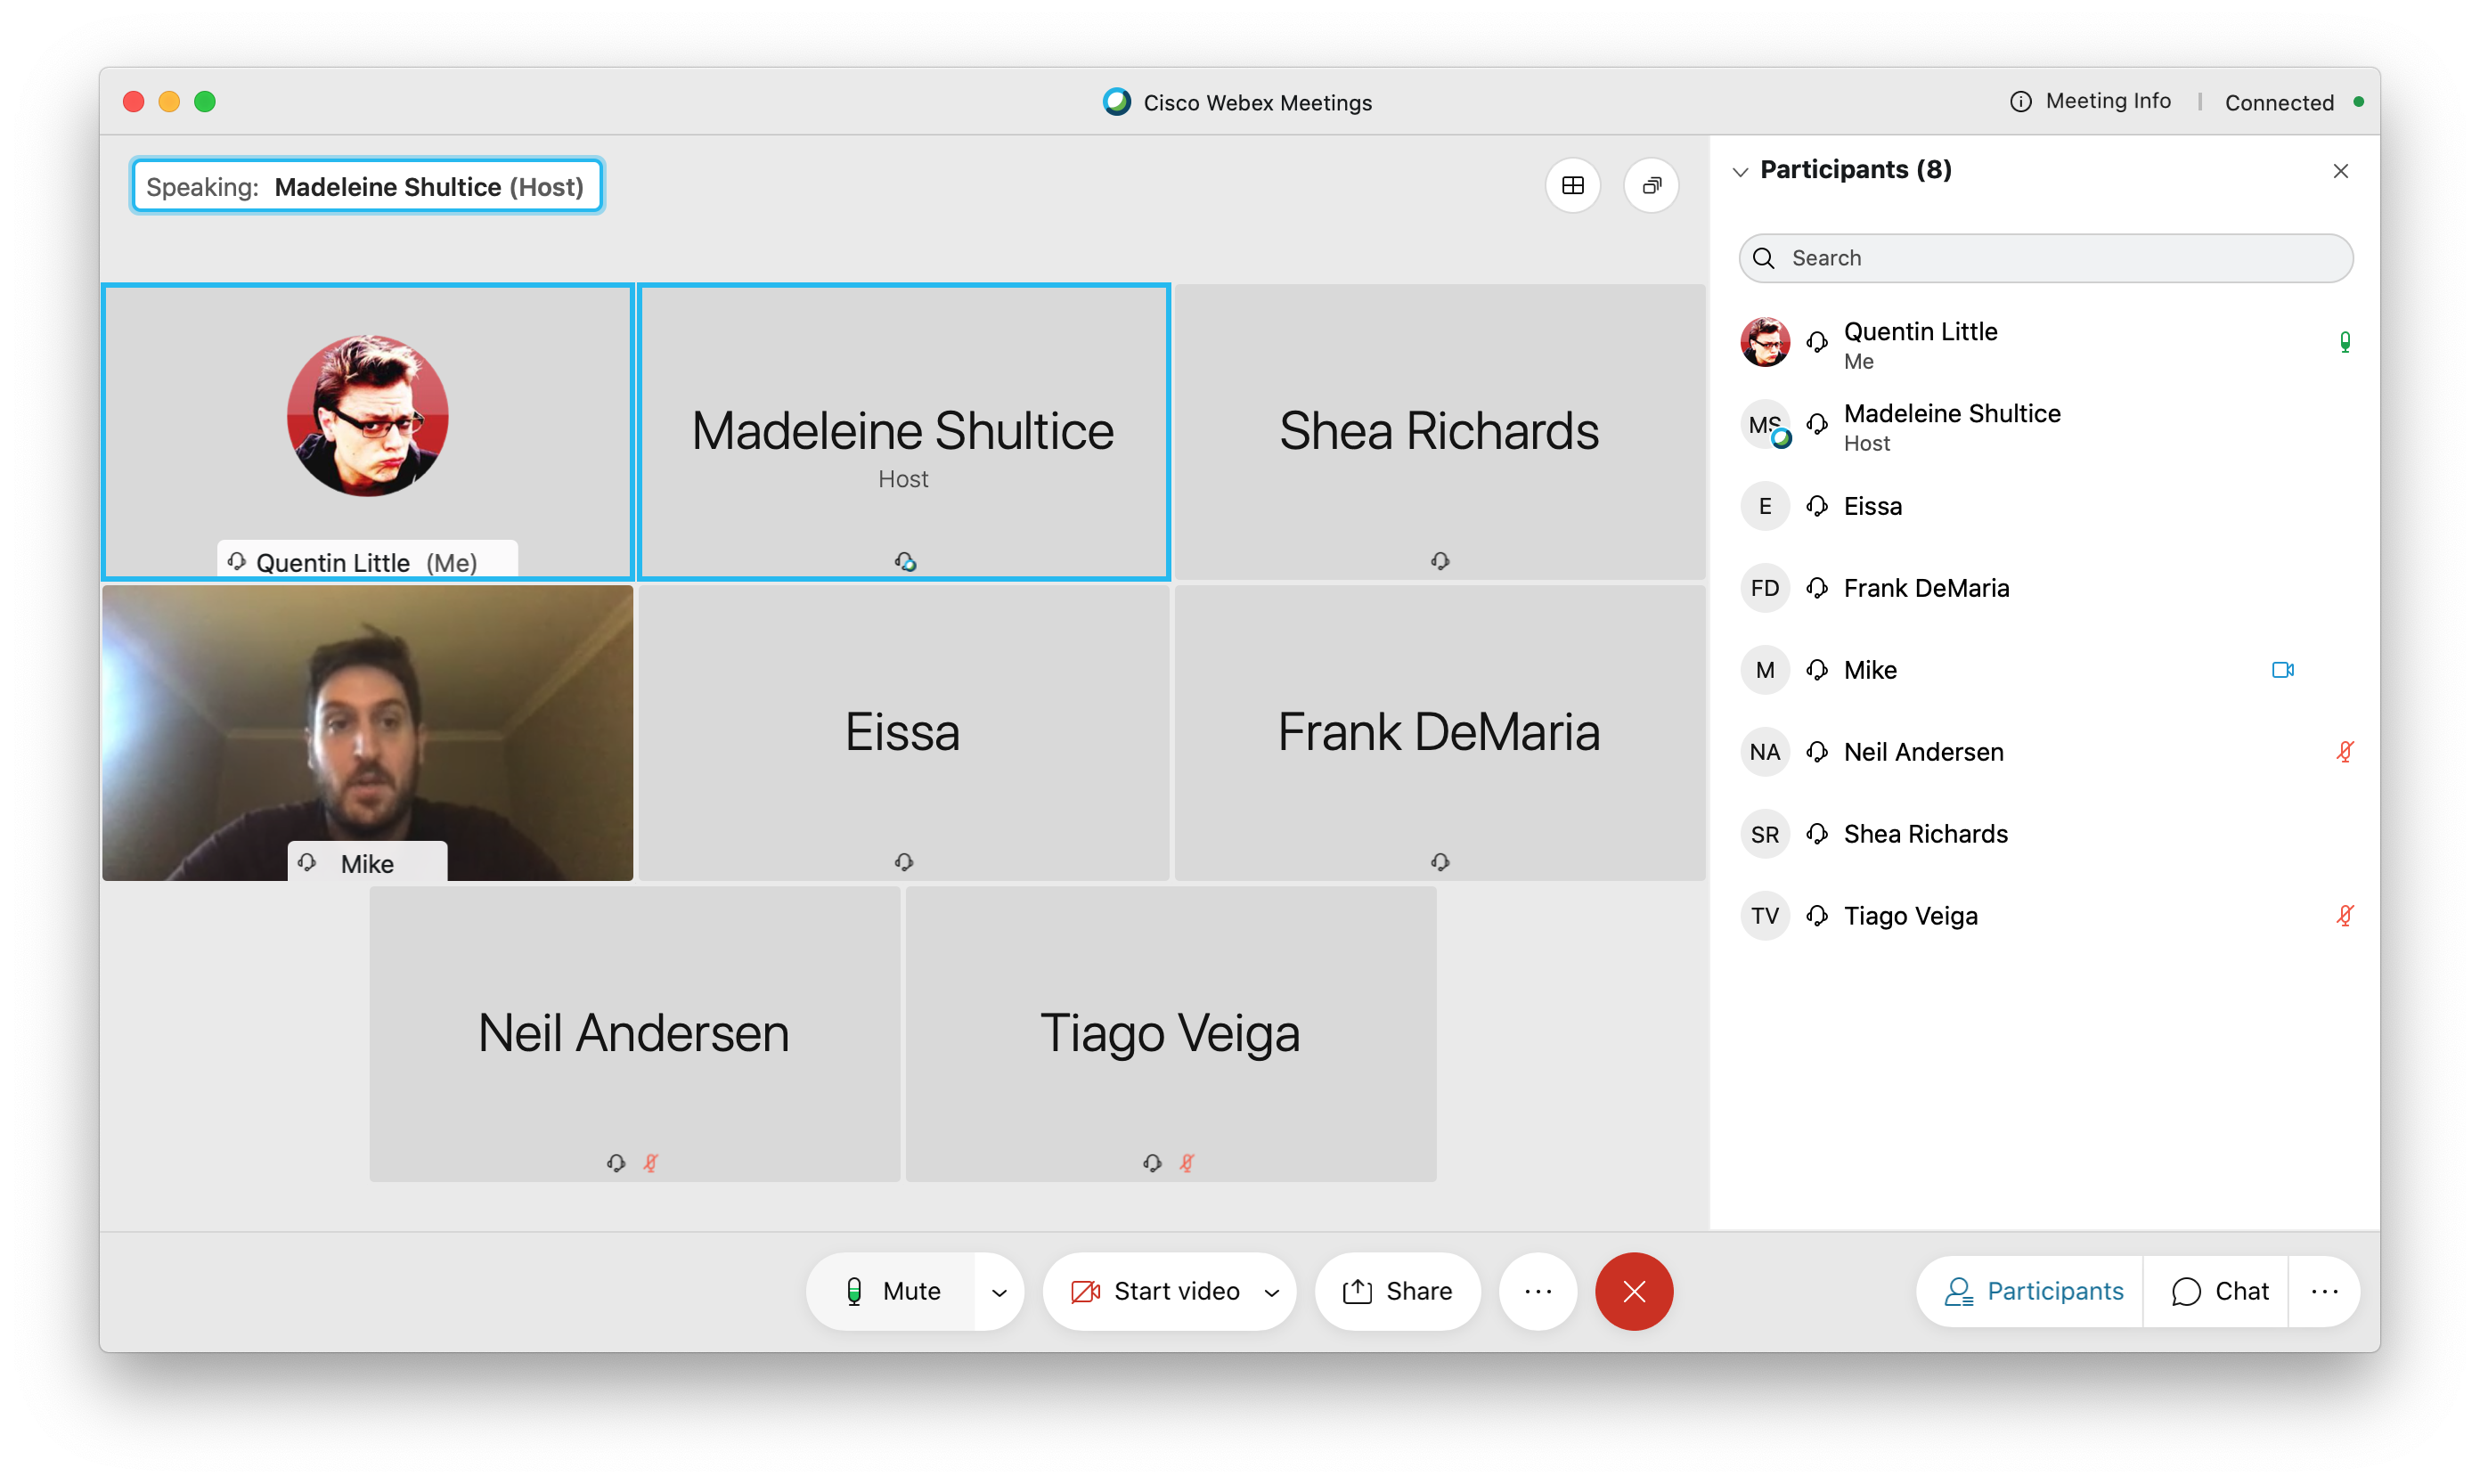 Cisco Webex Meetings
Meeting Info | Connected
Speaking: Madeleine Shultice (Host)
Quentin Little (Me)
Madeleine Shultice
Host
Shea Richards
Mike
Eissa
Frank DeMaria
Neil Andersen
Tiago Veiga
Participants (8)
Search
Quentin Little
Me
MS
Madeleine Shultice
Host
E Eissa
FD Frank DeMaria
M Mike
NA Neil Andersen
SR Shea Richards
TV Tiago Veiga
Mute
Start video
Share
Participants
Chat